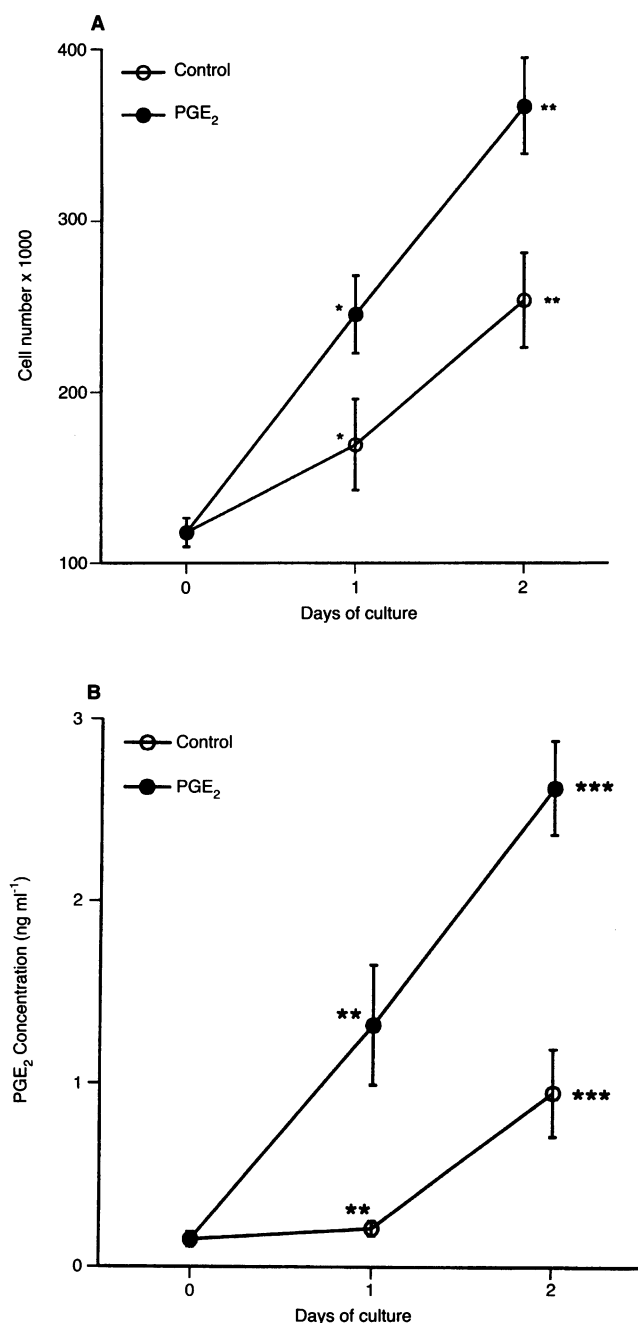 A
400
Control
PGE₂
**
300
*
Cell number x 1000
**
200
*
100
0 1 2
Days of culture
B
3
Control
PGE₂
***
2
PGE₂ Concentration (ng ml⁻¹)
**
1
***
**
0
0 1 2
Days of culture